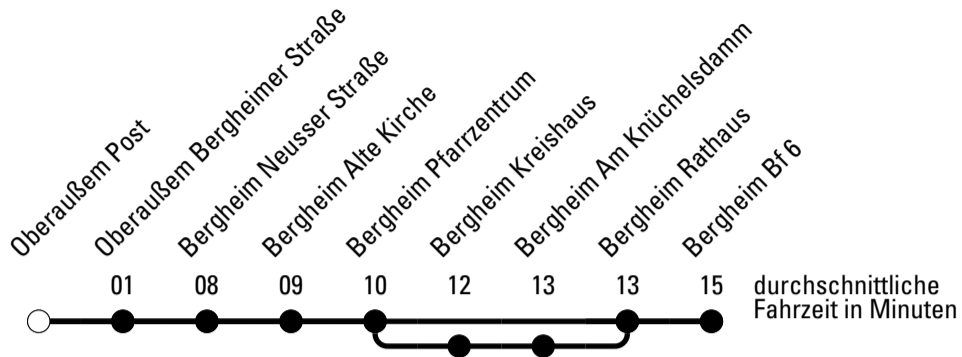 Oberaußem Post
Oberaußem Bergheimer Straße
Bergheim Neusser Straße
Bergheim Alte Kirche
Bergheim Pfarrzentrum
Bergheim Kreishaus
Bergheim Am Knüchelsdamm
Bergheim Rathaus
Bergheim Bf 6
01 08 09 10 12 13 13 15 durchschnittliche
Fahrzeit in Minuten